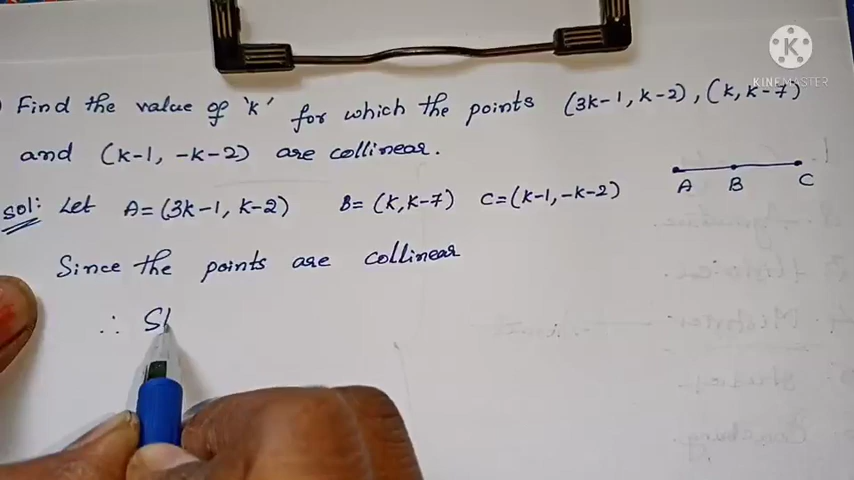 K
KINEMASTER
) Find the value of 'k' for which the points (3k-1, k-2), (k, k-7)
and (k-1, -k-2) are collinear.
A B C
Sol: Let A=(3k-1, k-2) B=(k, k-7) C=(k-1, -k-2)
Since the points are collinear
∴ Sl